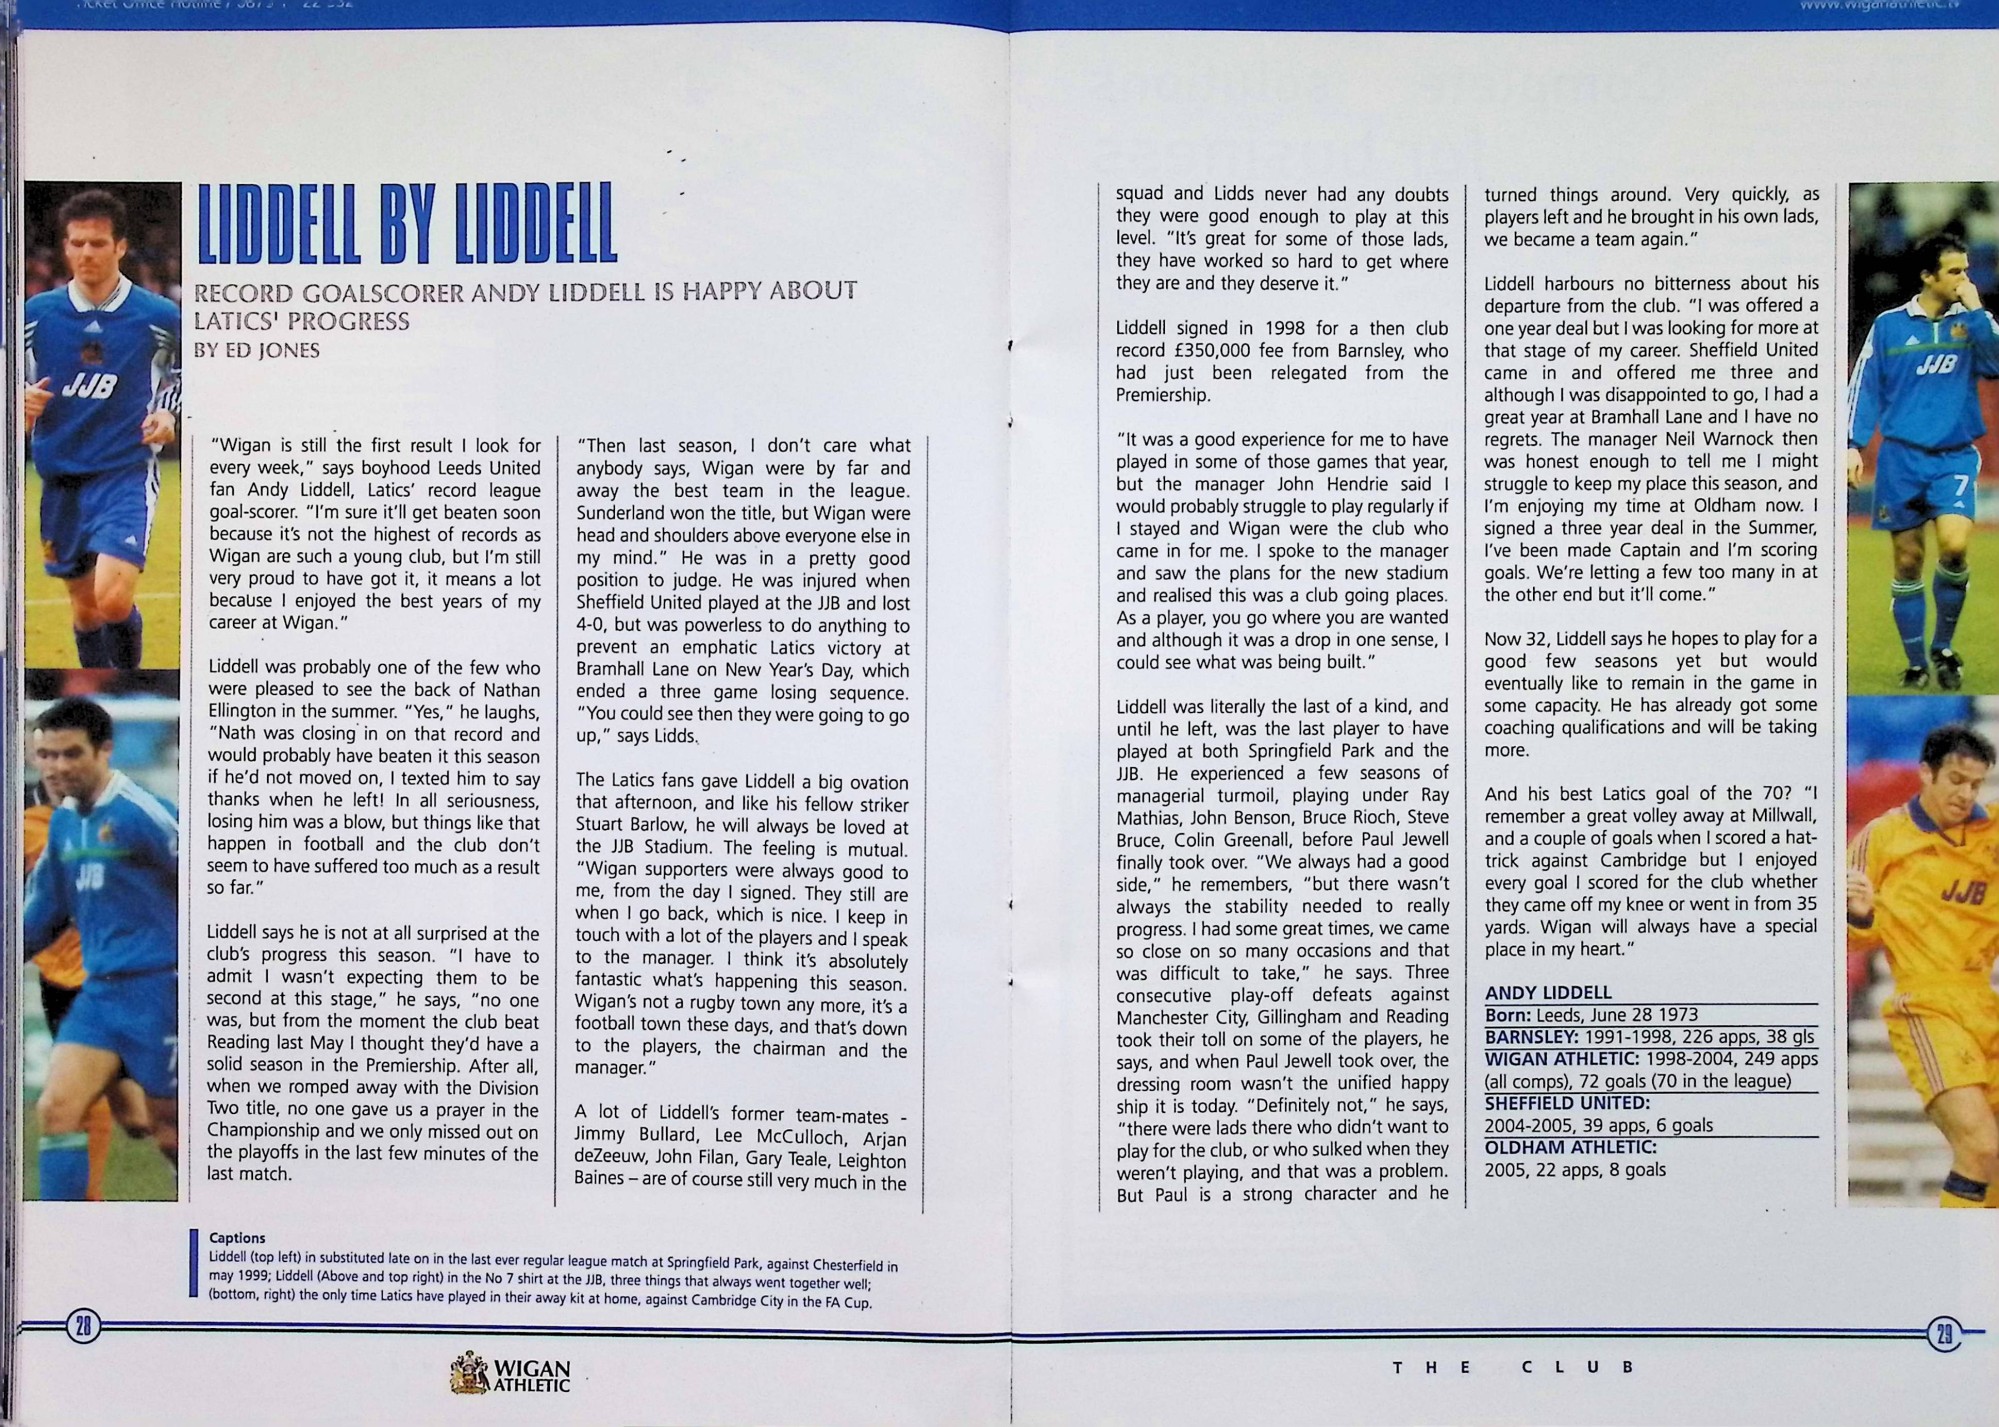 LIDDELL BY LIDDELL
RECORD GOALSCORER ANDY LIDDELL IS HAPPY ABOUT
LATICS' PROGRESS
BY ED JONES
"Wigan is still the first result I look for
every week," says boyhood Leeds United
fan Andy Liddell, Latics' record league
goal-scorer. "I'm sure it'll get beaten soon
because it's not the highest of records as
Wigan are such a young club, but I'm still
very proud to have got it, it means a lot
because I enjoyed the best years of my
career at Wigan."
Liddell was probably one of the few who
were pleased to see the back of Nathan
Ellington in the summer. "Yes," he laughs,
"Nath was closing in on that record and
would probably have beaten it this season
if he'd not moved on, I texted him to say
thanks when he left! In all seriousness,
losing him was a blow, but things like that
happen in football and the club don't
seem to have suffered too much as a result
so far."
Liddell says he is not at all surprised at the
club's progress this season. "I have to
admit I wasn't expecting them to be
second at this stage," he says, "no one
was, but from the moment the club beat
Reading last May I thought they'd have a
solid season in the Premiership. After all,
when we romped away with the Division
Two title, no one gave us a prayer in the
Championship and we only missed out on
the playoffs in the last few minutes of the
last match.
"Then last season, I don't care what
anybody says, Wigan were by far and
away the best team in the league.
Sunderland won the title, but Wigan were
head and shoulders above everyone else in
my mind." He was in a pretty good
position to judge. He was injured when
Sheffield United played at the JJB and lost
4-0, but was powerless to do anything to
prevent an emphatic Latics victory at
Bramhall Lane on New Year's Day, which
ended a three game losing sequence.
"You could see then they were going to go
up," says Lidds.
The Latics fans gave Liddell a big ovation
that afternoon, and like his fellow striker
Stuart Barlow, he will always be loved at
the JJB Stadium. The feeling is mutual.
"Wigan supporters were always good to
me, from the day I signed. They still are
when I go back, which is nice. I keep in
touch with a lot of the players and I speak
to the manager. I think it's absolutely
fantastic what's happening this season.
Wigan's not a rugby town any more, it's a
football town these days, and that's down
to the players, the chairman and the
manager."
A lot of Liddell's former team-mates -
Jimmy Bullard, Lee McCulloch, Arjan
deZeeuw, John Filan, Gary Teale, Leighton
Baines – are of course still very much in the
Captions
Liddell (top left) in substituted late on in the last ever regular league match at Springfield Park, against Chesterfield in
may 1999; Liddell (Above and top right) in the No 7 shirt at the JJB, three things that always went together well;
(bottom, right) the only time Latics have played in their away kit at home, against Cambridge City in the FA Cup.
28
WIGAN
ATHLETIC
squad and Lidds never had any doubts
they were good enough to play at this
level. "It's great for some of those lads,
they have worked so hard to get where
they are and they deserve it."
Liddell signed in 1998 for a then club
record £350,000 fee from Barnsley, who
had just been relegated from the
Premiership.
"It was a good experience for me to have
played in some of those games that year,
but the manager John Hendrie said I
would probably struggle to play regularly if
I stayed and Wigan were the club who
came in for me. I spoke to the manager
and saw the plans for the new stadium
and realised this was a club going places.
As a player, you go where you are wanted
and although it was a drop in one sense, I
could see what was being built."
Liddell was literally the last of a kind, and
until he left, was the last player to have
played at both Springfield Park and the
JJB. He experienced a few seasons of
managerial turmoil, playing under Ray
Mathias, John Benson, Bruce Rioch, Steve
Bruce, Colin Greenall, before Paul Jewell
finally took over. "We always had a good
side," he remembers, "but there wasn't
always the stability needed to really
progress. I had some great times, we came
so close on so many occasions and that
was difficult to take," he says. Three
consecutive play-off defeats against
Manchester City, Gillingham and Reading
took their toll on some of the players, he
says, and when Paul Jewell took over, the
dressing room wasn't the unified happy
ship it is today. "Definitely not," he says,
"there were lads there who didn't want to
play for the club, or who sulked when they
weren't playing, and that was a problem.
But Paul is a strong character and he
turned things around. Very quickly, as
players left and he brought in his own lads,
we became a team again."
Liddell harbours no bitterness about his
departure from the club. "I was offered a
one year deal but I was looking for more at
that stage of my career. Sheffield United
came in and offered me three and
although I was disappointed to go, I had a
great year at Bramhall Lane and I have no
regrets. The manager Neil Warnock then
was honest enough to tell me I might
struggle to keep my place this season, and
I'm enjoying my time at Oldham now. I
signed a three year deal in the Summer,
I've been made Captain and I'm scoring
goals. We're letting a few too many in at
the other end but it'll come."
Now 32, Liddell says he hopes to play for a
good few seasons yet but would
eventually like to remain in the game in
some capacity. He has already got some
coaching qualifications and will be taking
more.
And his best Latics goal of the 70? "I
remember a great volley away at Millwall,
and a couple of goals when I scored a hat-
trick against Cambridge but I enjoyed
every goal I scored for the club whether
they came off my knee or went in from 35
yards. Wigan will always have a special
place in my heart."
ANDY LIDDELL
Born: Leeds, June 28 1973
BARNSLEY: 1991-1998, 226 apps, 38 gls
WIGAN ATHLETIC: 1998-2004, 249 apps
(all comps), 72 goals (70 in the league)
SHEFFIELD UNITED:
2004-2005, 39 apps, 6 goals
OLDHAM ATHLETIC:
2005, 22 apps, 8 goals
29
THE CLUB
JJB
JJB
JJB
7
JJB